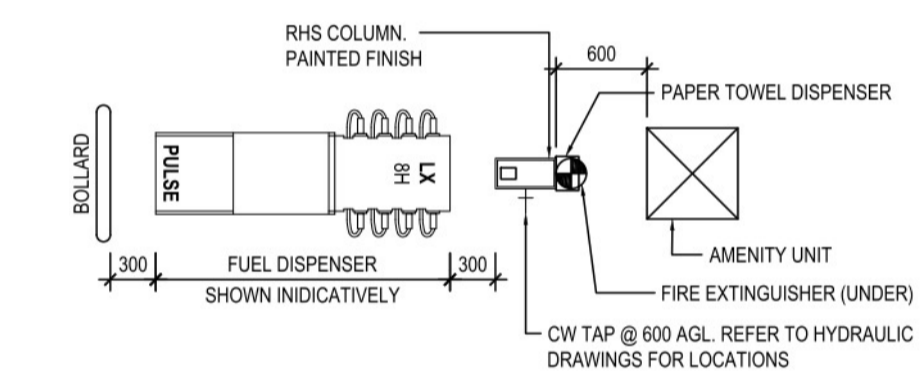 RHS COLUMN.
PAINTED FINISH
600
PAPER TOWEL DISPENSER
BOLLARD
PULSE
LX
8H
AMENITY UNIT
300
FUEL DISPENSER
300
SHOWN INIDICATIVELY
FIRE EXTINGUISHER (UNDER)
CW TAP @ 600 AGL. REFER TO HYDRAULIC
DRAWINGS FOR LOCATIONS